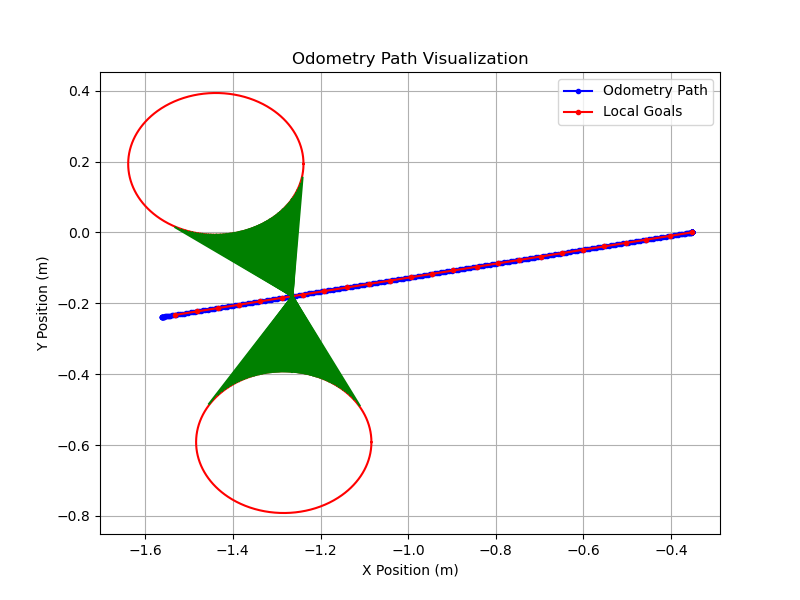 Odometry Path Visualization
Odometry Path
Local Goals
Y Position (m)
0.4
0.2
0.0
−0.2
−0.4
−0.6
−0.8
−1.6
−1.4
−1.2
−1.0
−0.8
−0.6
−0.4
X Position (m)